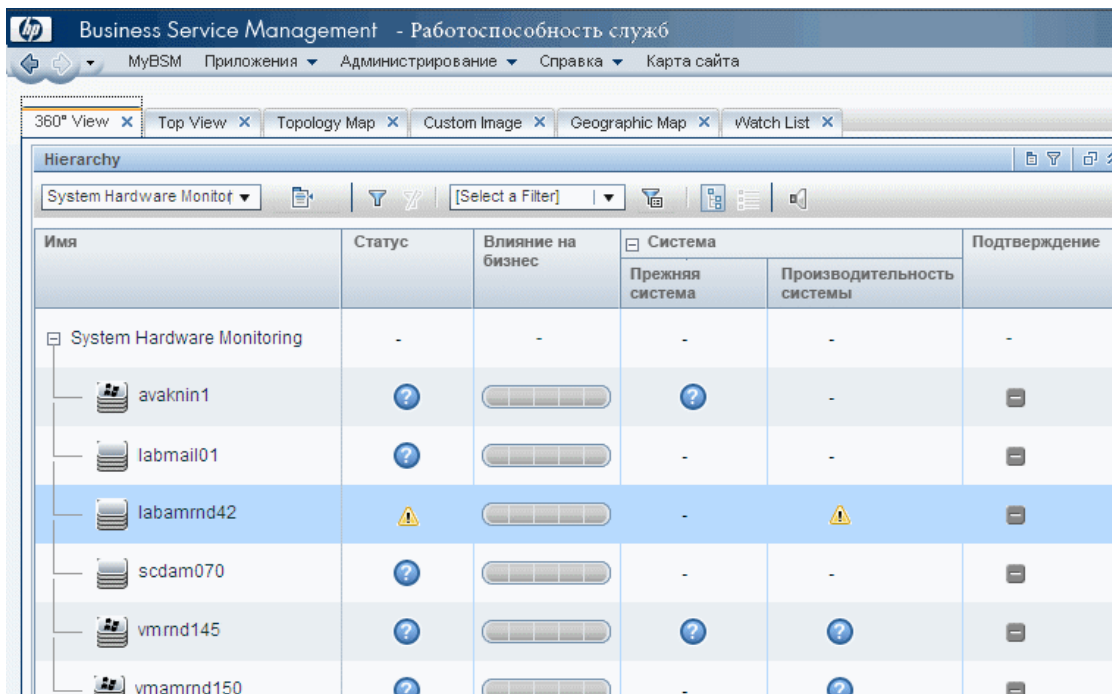 hp Business Service Management - Работоспособность служб
MyBSM Приложения Администрирование Справка Карта сайта
360° View Top View Topology Map Custom Image Geographic Map Watch List
Hierarchy
System Hardware Monitor [Select a Filter]
Имя Статус Влияние на бизнес Система Подтверждение
Прежняя система Производительность системы
System Hardware Monitoring - - - - -
avaknin1 -
labmail01 - -
labamrnd42 -
scdam070 - -
vmrnd145
vmamrnd150 -